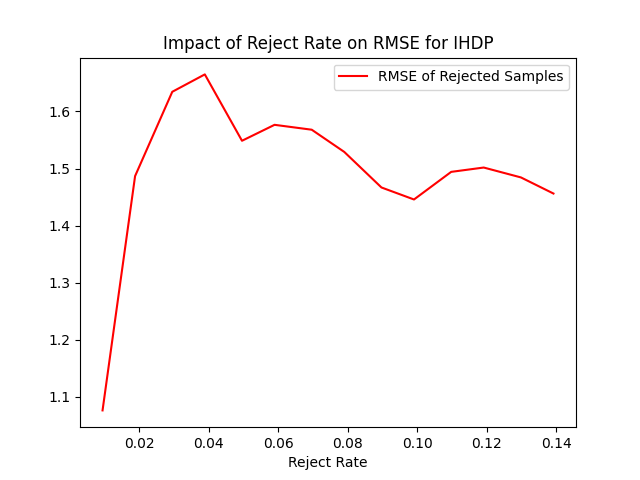 Impact of Reject Rate on RMSE for IHDP
RMSE of Rejected Samples
1.6
1.5
1.4
1.3
1.2
1.1
0.02 0.04 0.06 0.08 0.10 0.12 0.14
Reject Rate